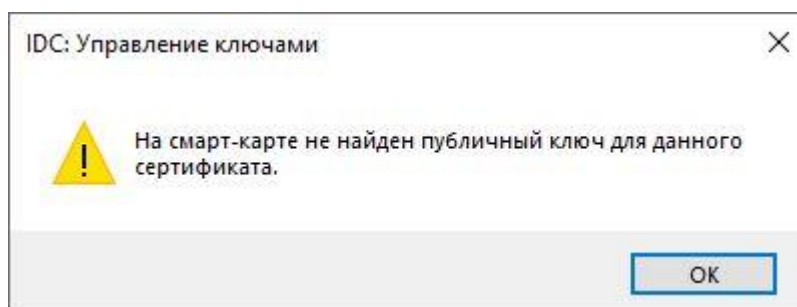 IDC: Управление ключами
На смарт-карте не найден публичный ключ для данного
сертификата.
OK